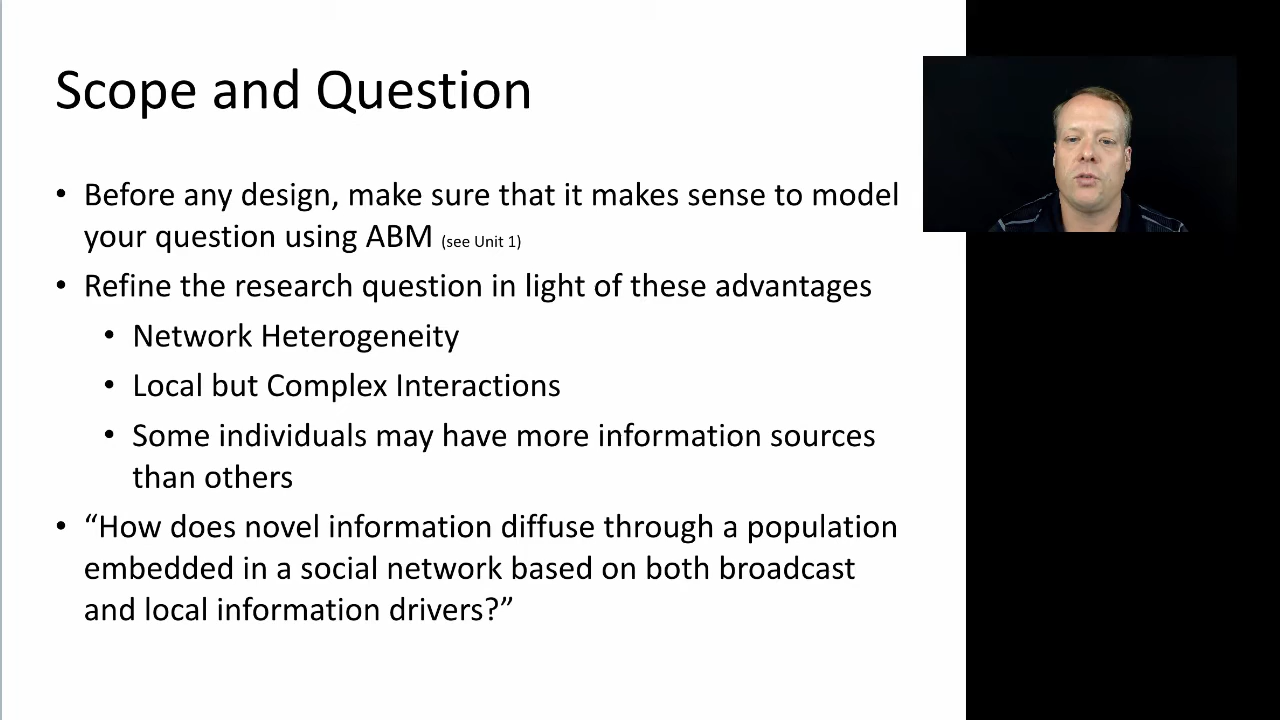 Scope and Question
• Before any design, make sure that it makes sense to model
your question using ABM (see Unit 1)
• Refine the research question in light of these advantages
• Network Heterogeneity
• Local but Complex Interactions
• Some individuals may have more information sources
than others
• “How does novel information diffuse through a population
embedded in a social network based on both broadcast
and local information drivers?”